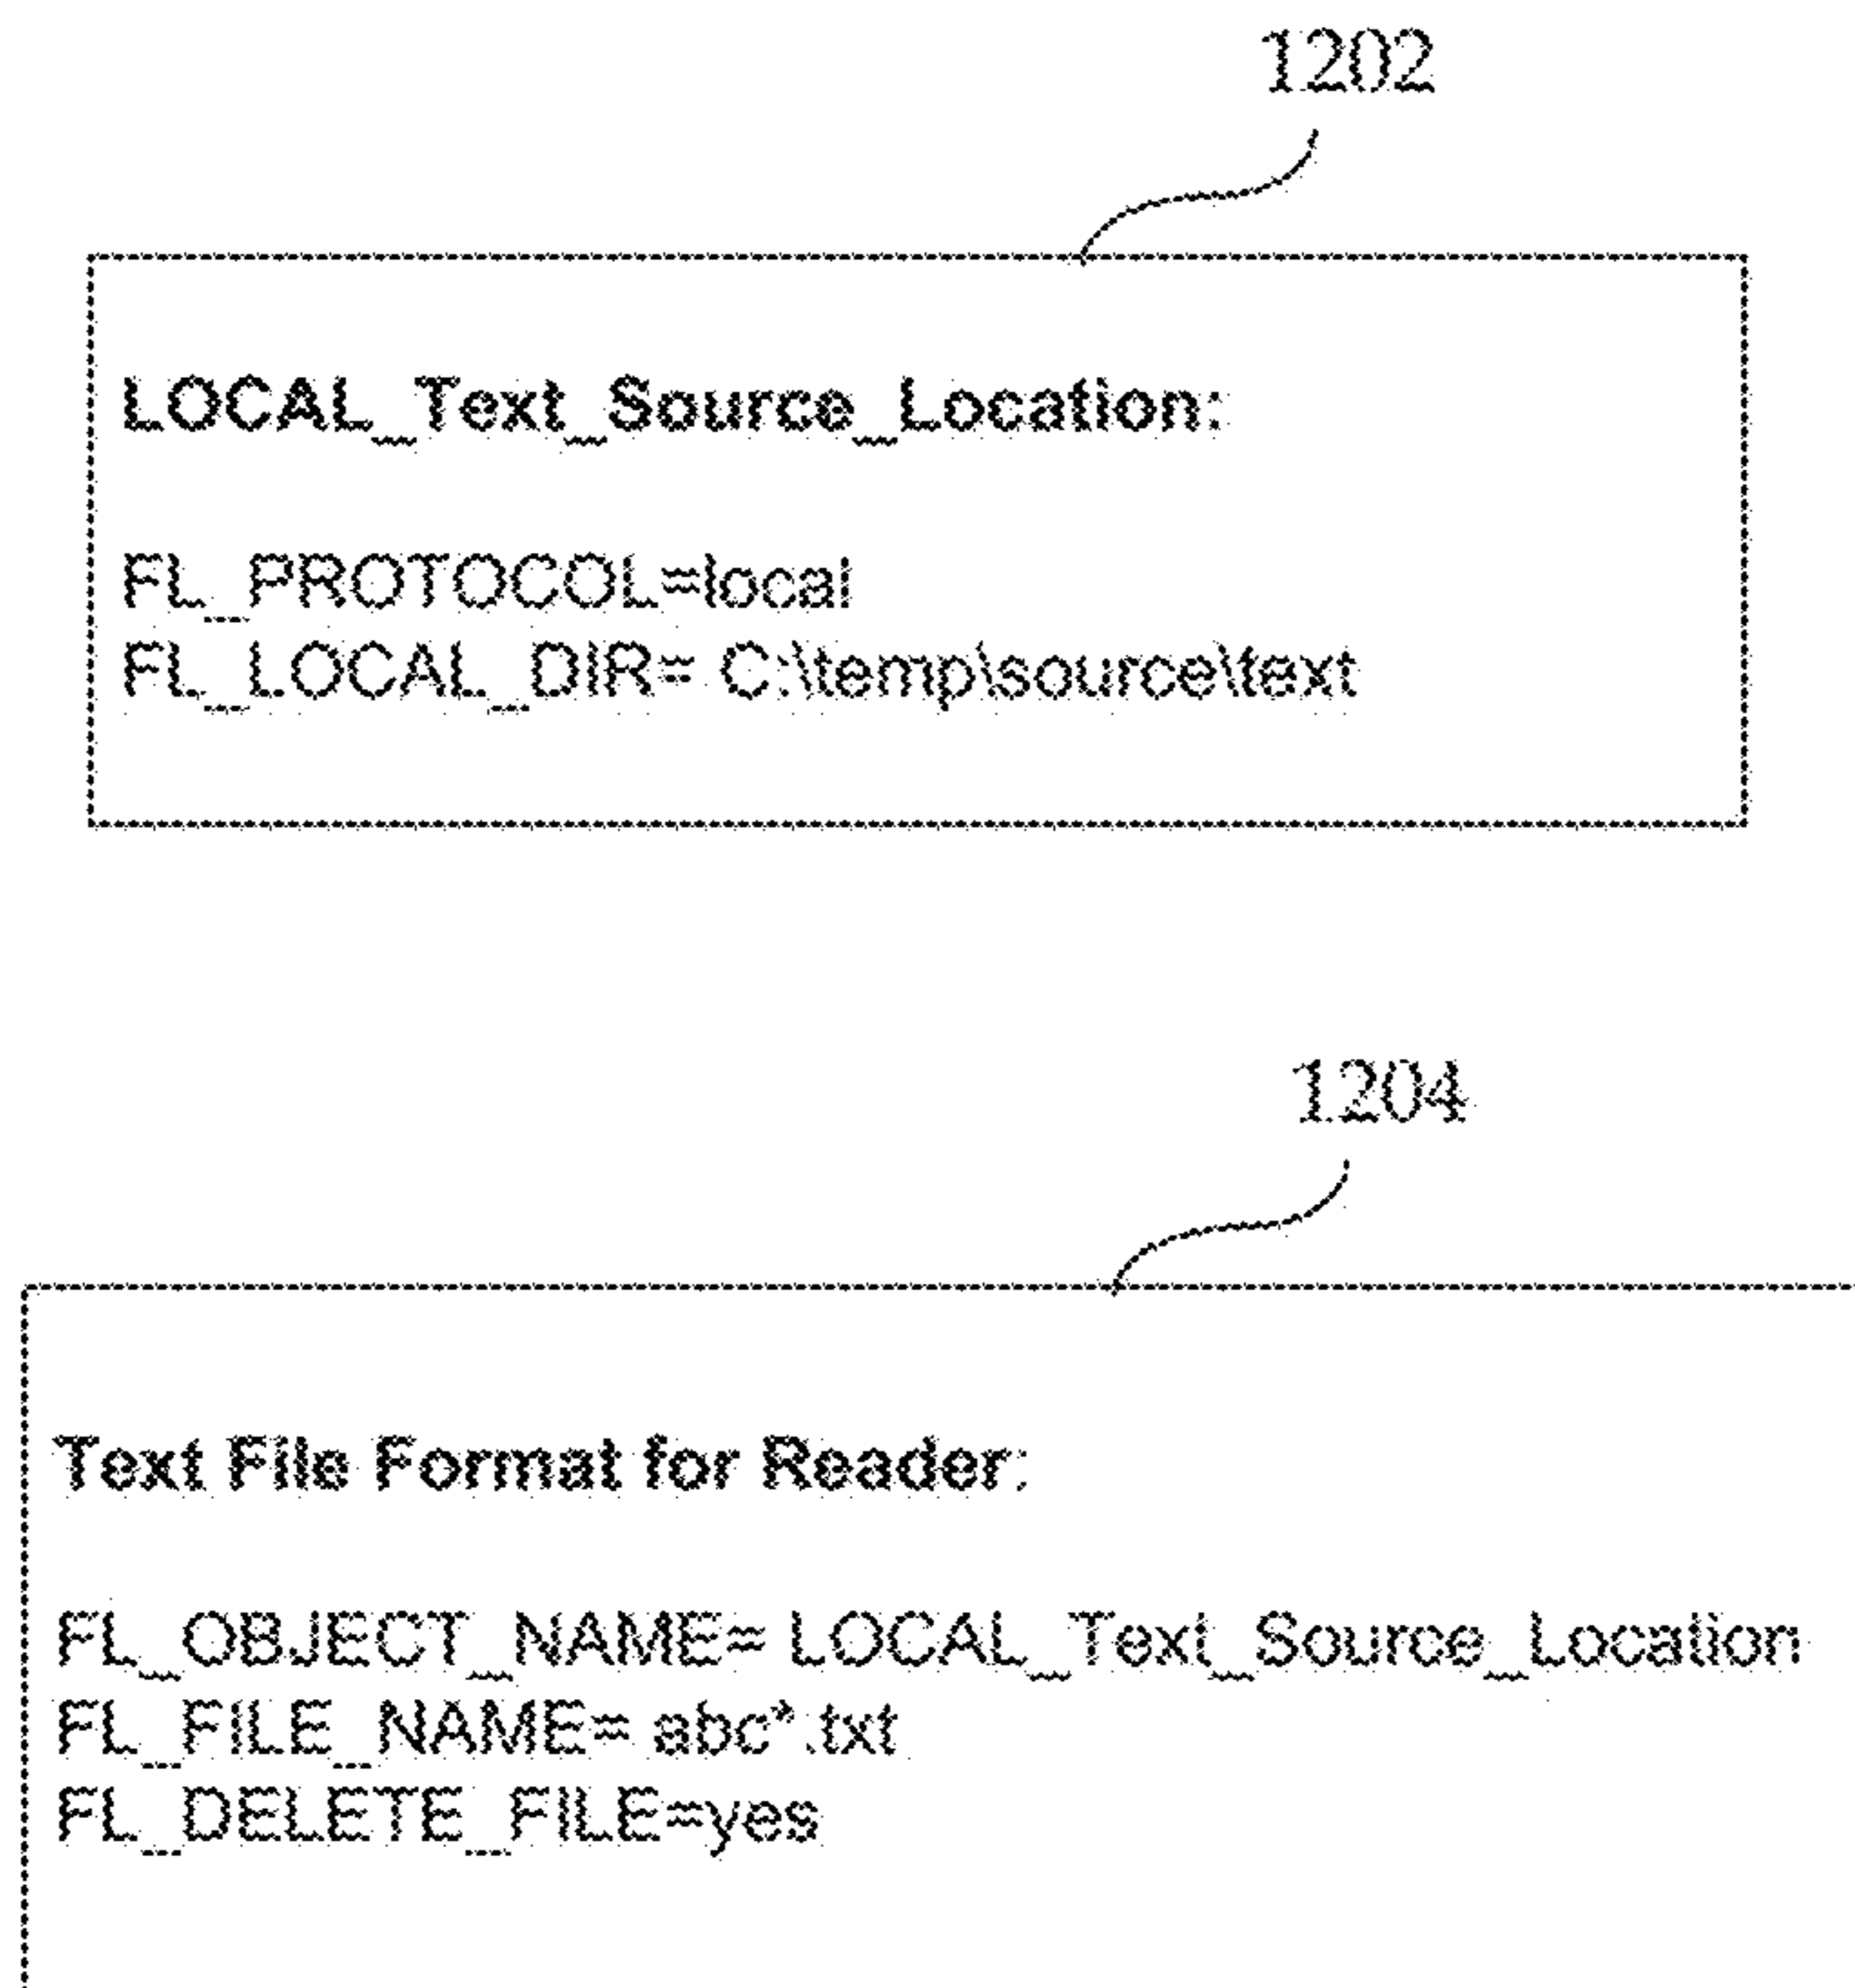 1202
LOCAL_Text_Source_Location:
FL_PROTOCOL=local
FL_LOCAL_DIR= C:\temp\source\text
1204
Text File Format for Reader:
FL_OBJECT_NAME= LOCAL_Text_Source_Location
FL_FILE_NAME= abc*.txt
FL_DELETE_FILE=yes